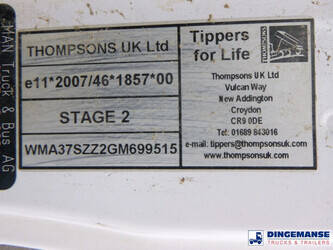 MAN Truck & Bus AG
THOMPSONS UK Ltd
e11*2007/46*1857*00
STAGE 2
WMA37SZZ2GM699515
Tippers
for Life
THOMPSONS
Thompsons UK Ltd
Vulcan Way
New Addington
Croydon
CR9 0DE
Tel: 01689 843016
e-mail: tippers@thompsonsuk.com
www.thompsonsuk.com
DINGEMANSE
TRUCKS & TRAILERS